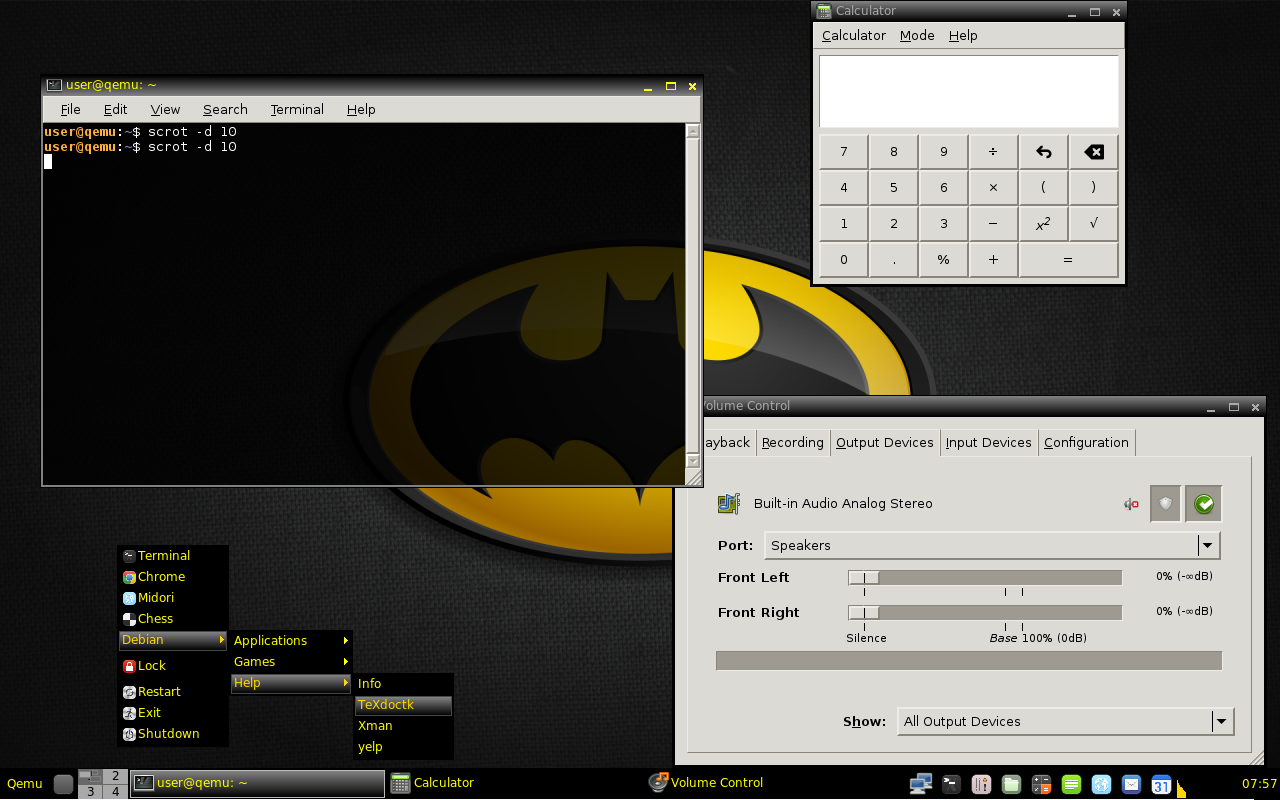 Calculator
Calculator Mode Help
7 8 9 ÷
4 5 6 × ( )
1 2 3 − x² √
0 . % + =
user@qemu: ~
File Edit View Search Terminal Help
user@qemu:~$ scrot -d 10
user@qemu:~$ scrot -d 10
Volume Control
ayback Recording Output Devices Input Devices Configuration
Built-in Audio Analog Stereo
Port: Speakers
Front Left 0% (-∞dB)
Front Right 0% (-∞dB)
Silence Base 100% (0dB)
Show: All Output Devices
Terminal
Chrome
Midori
Chess
Debian
Lock
Restart
Exit
Shutdown
Applications
Games
Help
Info
TeXdoctk
Xman
yelp
Qemu 2 3 4 user@qemu: ~ Calculator Volume Control 31 07:57